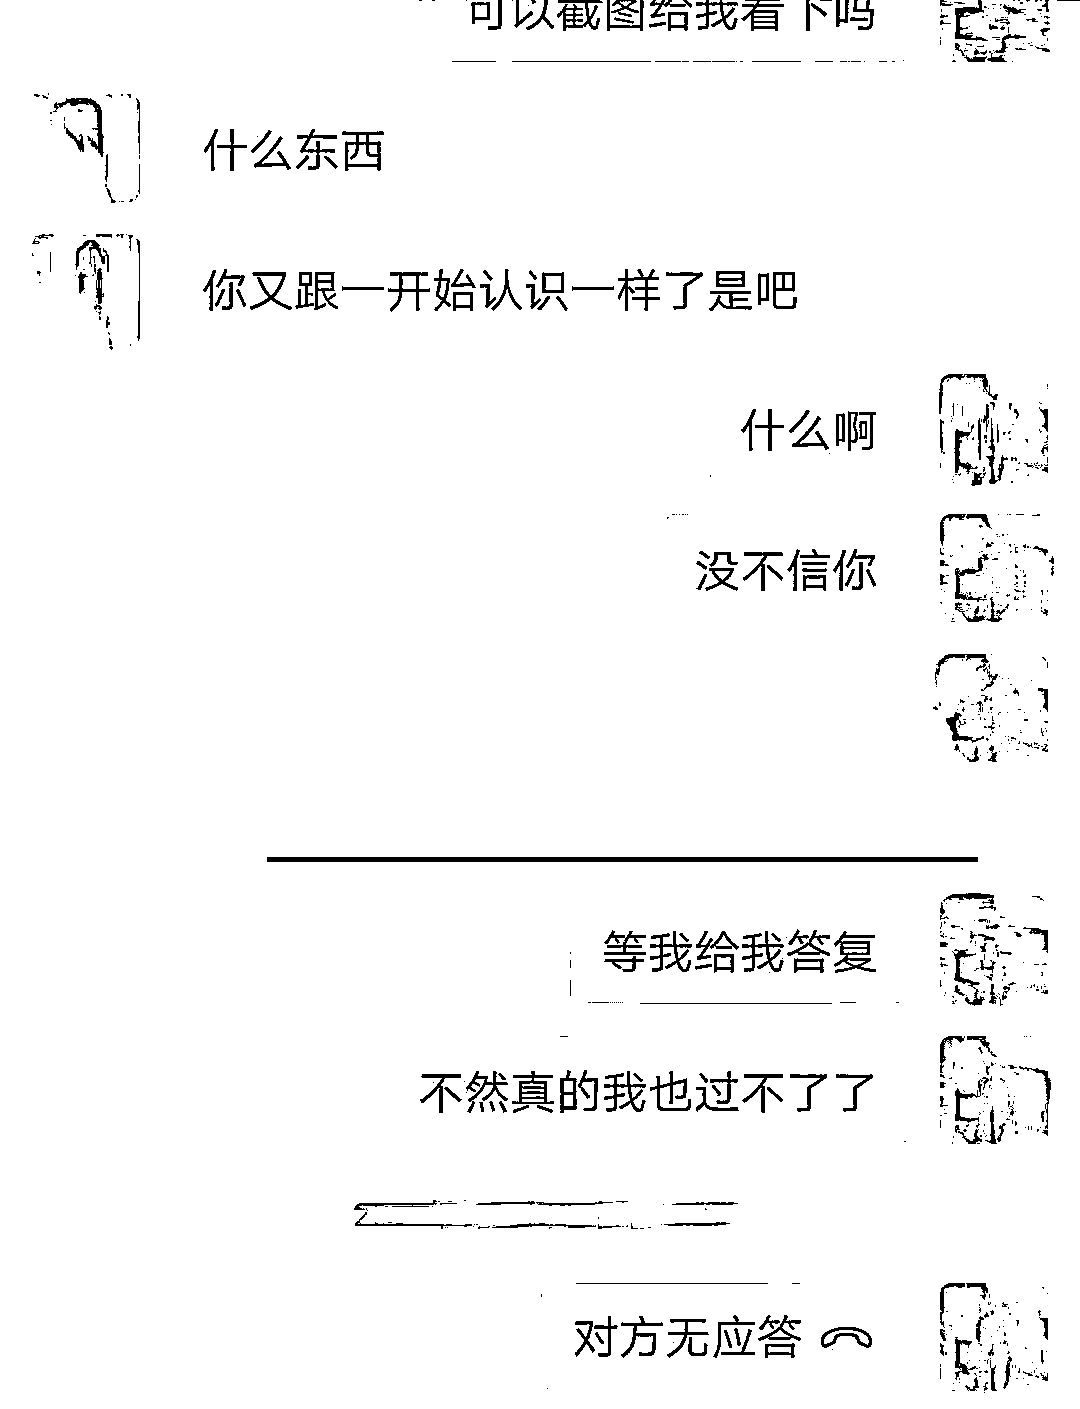 可以截图给我看下吗
什么东西
你又跟一开始认识一样了是吧
什么啊
没不信你
等我给我答复
不然真的我也过不了了
对方无应答